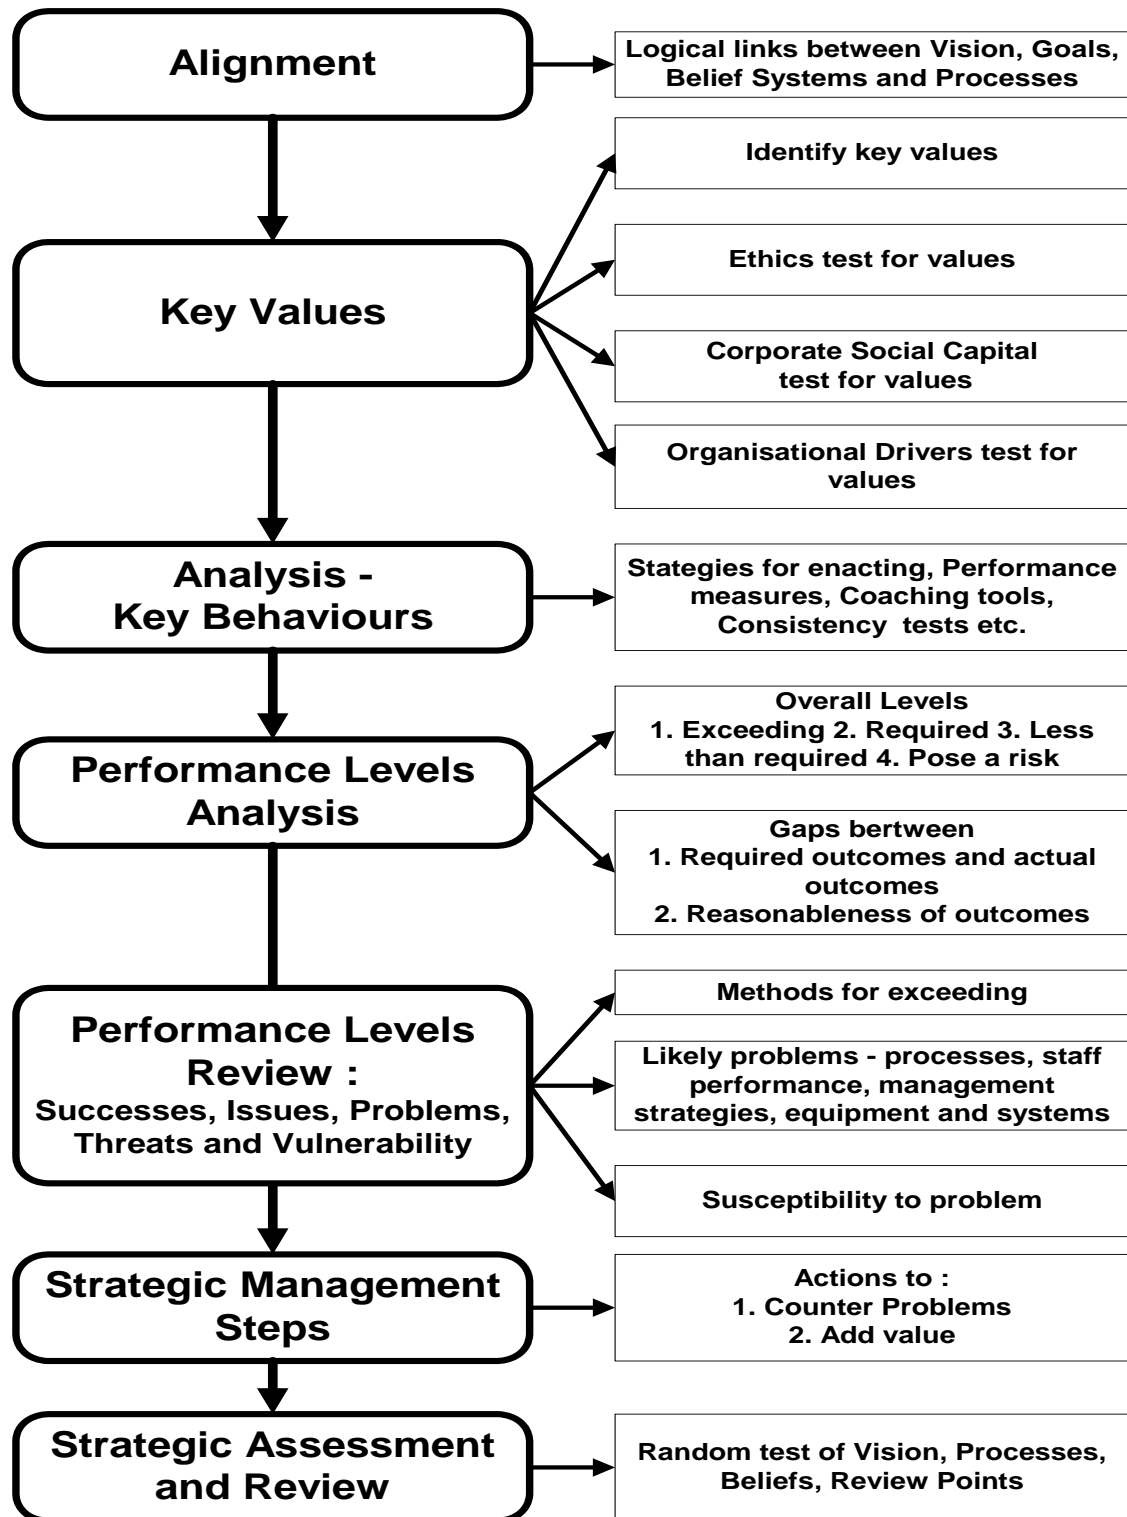 Alignment
Logical links between Vision, Goals,
Belief Systems and Processes
Key Values
Identify key values
Ethics test for values
Corporate Social Capital
test for values
Organisational Drivers test for
values
Analysis -
Key Behaviours
Stategies for enacting, Performance
measures, Coaching tools,
Consistency tests etc.
Performance Levels
Analysis
Overall Levels
1. Exceeding 2. Required 3. Less
than required 4. Pose a risk
Gaps bertween
1. Required outcomes and actual
outcomes
2. Reasonableness of outcomes
Performance Levels
Review :
Successes, Issues, Problems,
Threats and Vulnerability
Methods for exceeding
Likely problems - processes, staff
performance, management
strategies, equipment and systems
Susceptibility to problem
Strategic Management
Steps
Actions to :
1. Counter Problems
2. Add value
Strategic Assessment
and Review
Random test of Vision, Processes,
Beliefs, Review Points